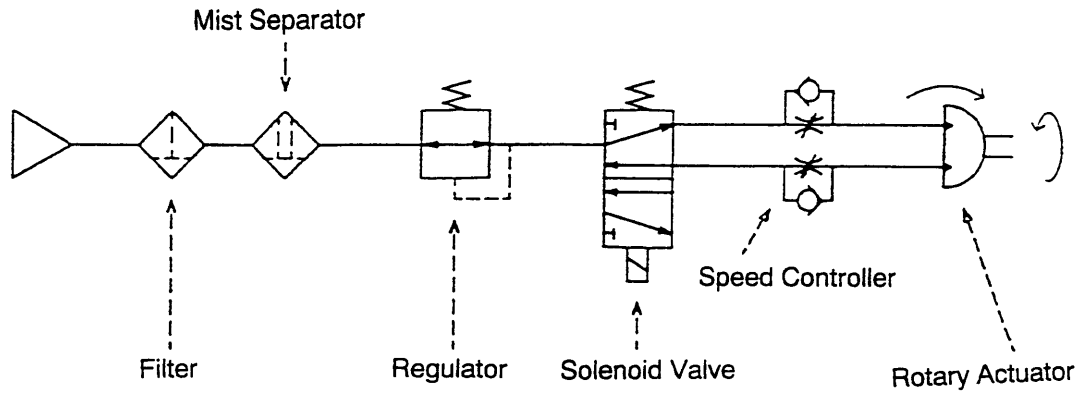 Mist Separator
Speed Controller
Filter
Regulator
Solenoid Valve
Rotary Actuator